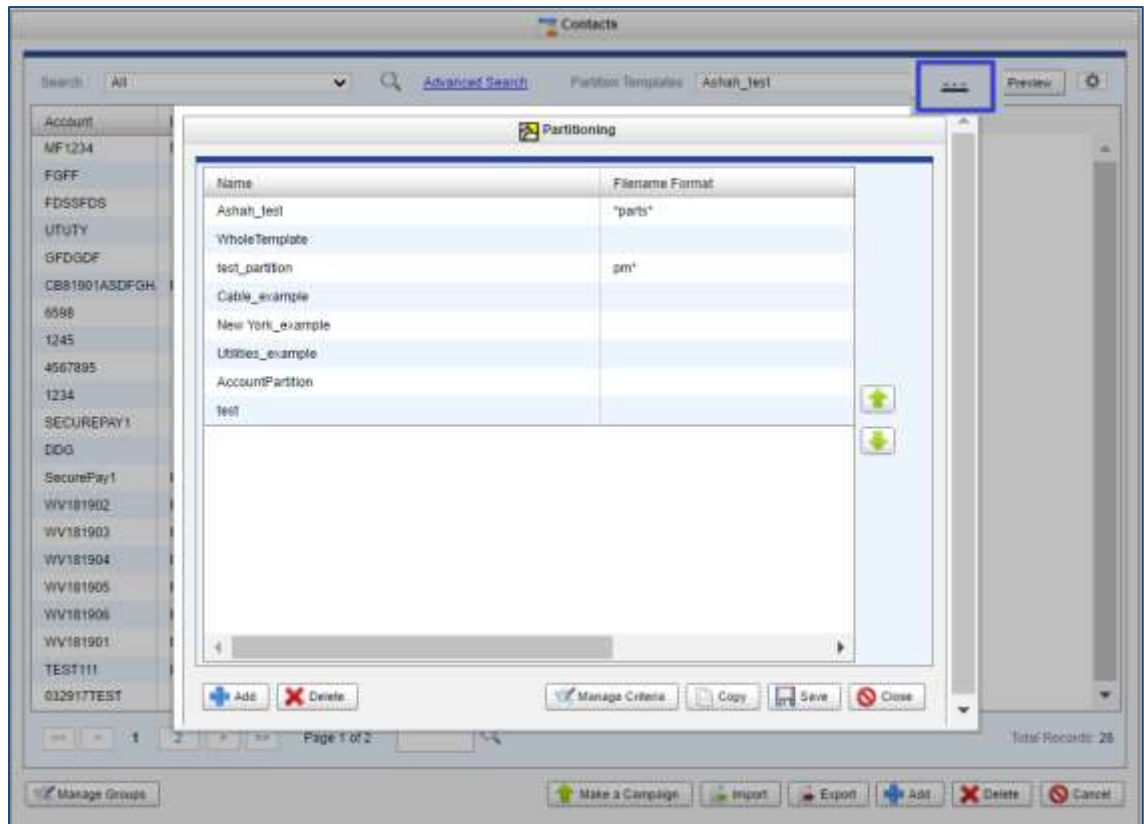 Contacts
Search : All Advanced Search Partition Templates Ashah_test ... Preview
Account
Partitioning
MF1234
FGFF
Name Filename Format
FDSSFDS
Ashah_test *parts*
UTUTY
WholeTemplate
GFDGDF
test_partition pm*
CB81901ASDFGH
Cable_example
6598
New York_example
1245
Utilities_example
4567895
AccountPartition
1234
test
SECUREPAY1
DDG
SecurePay1
WV181902
WV181903
WV181904
WV181905
WV181906
WV181901
TEST111
032917TEST
Add Delete Manage Criteria Copy Save Close
1 2 Page 1 of 2 Total Records: 26
Manage Groups Make a Campaign Import Export Add Delete Cancel